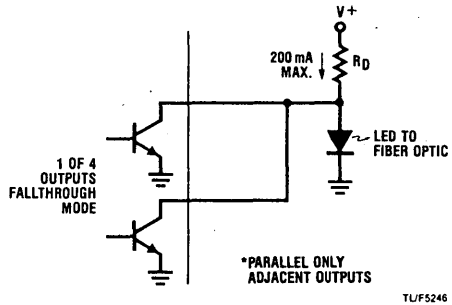 V+
200 mA
MAX.
RD
LED TO
FIBER OPTIC
1 OF 4
OUTPUTS
FALLTHROUGH
MODE
*PARALLEL ONLY
ADJACENT OUTPUTS
TL/F5246